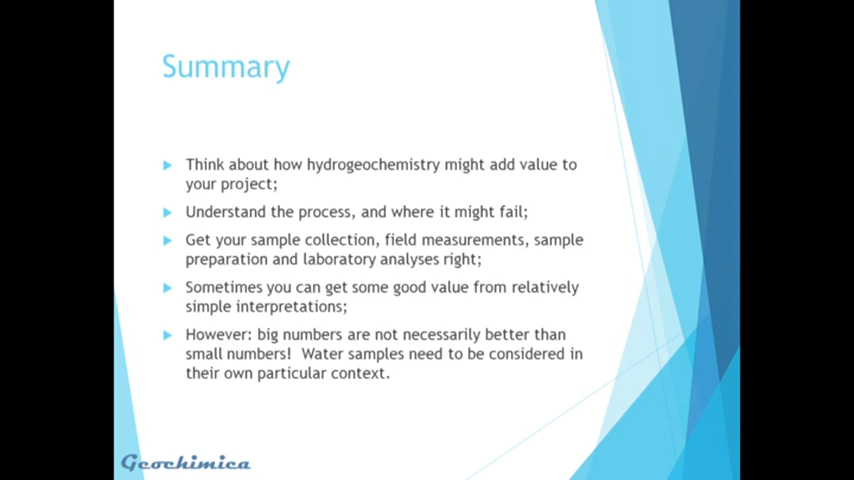 Summary
Think about how hydrogeochemistry might add value to
your project;
Understand the process, and where it might fail;
Get your sample collection, field measurements, sample
preparation and laboratory analyses right;
Sometimes you can get some good value from relatively
simple interpretations;
However: big numbers are not necessarily better than
small numbers!  Water samples need to be considered in
their own particular context.
Geochimica